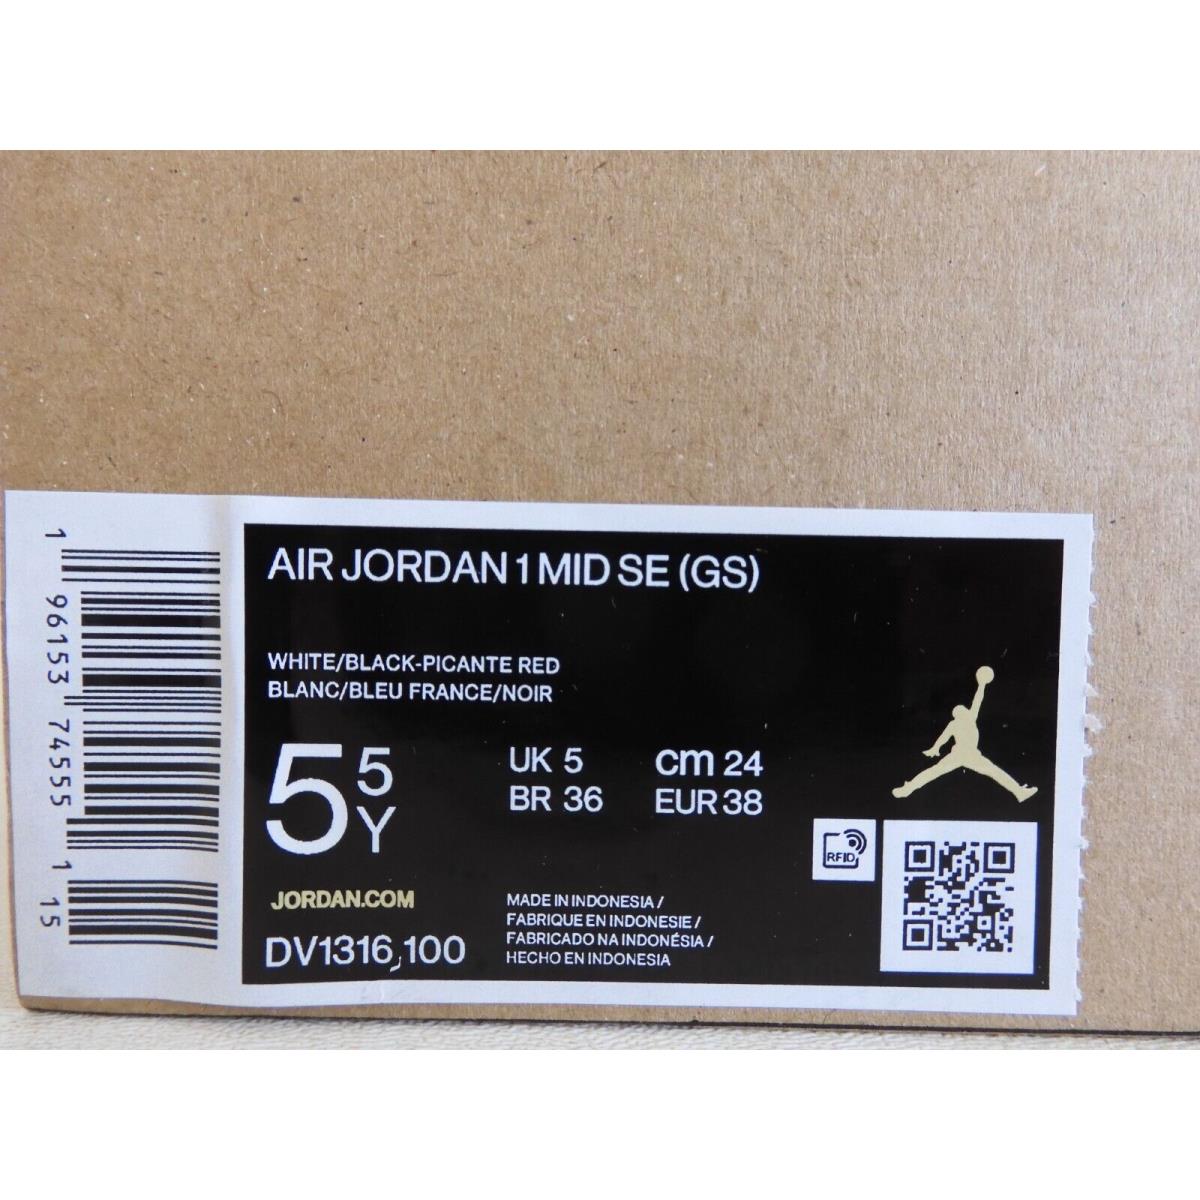 AIR JORDAN 1 MID SE (GS)
WHITE/BLACK-PICANTE RED
BLANC/BLEU FRANCE/NOIR
5 5Y
UK 5
BR 36
cm 24
EUR 38
RFID
JORDAN.COM
DV1316 100
MADE IN INDONESIA /
FABRIQUE EN INDONESIE /
FABRICADO NA INDONÉSIA /
HECHO EN INDONESIA
1 96153 74555 1 15